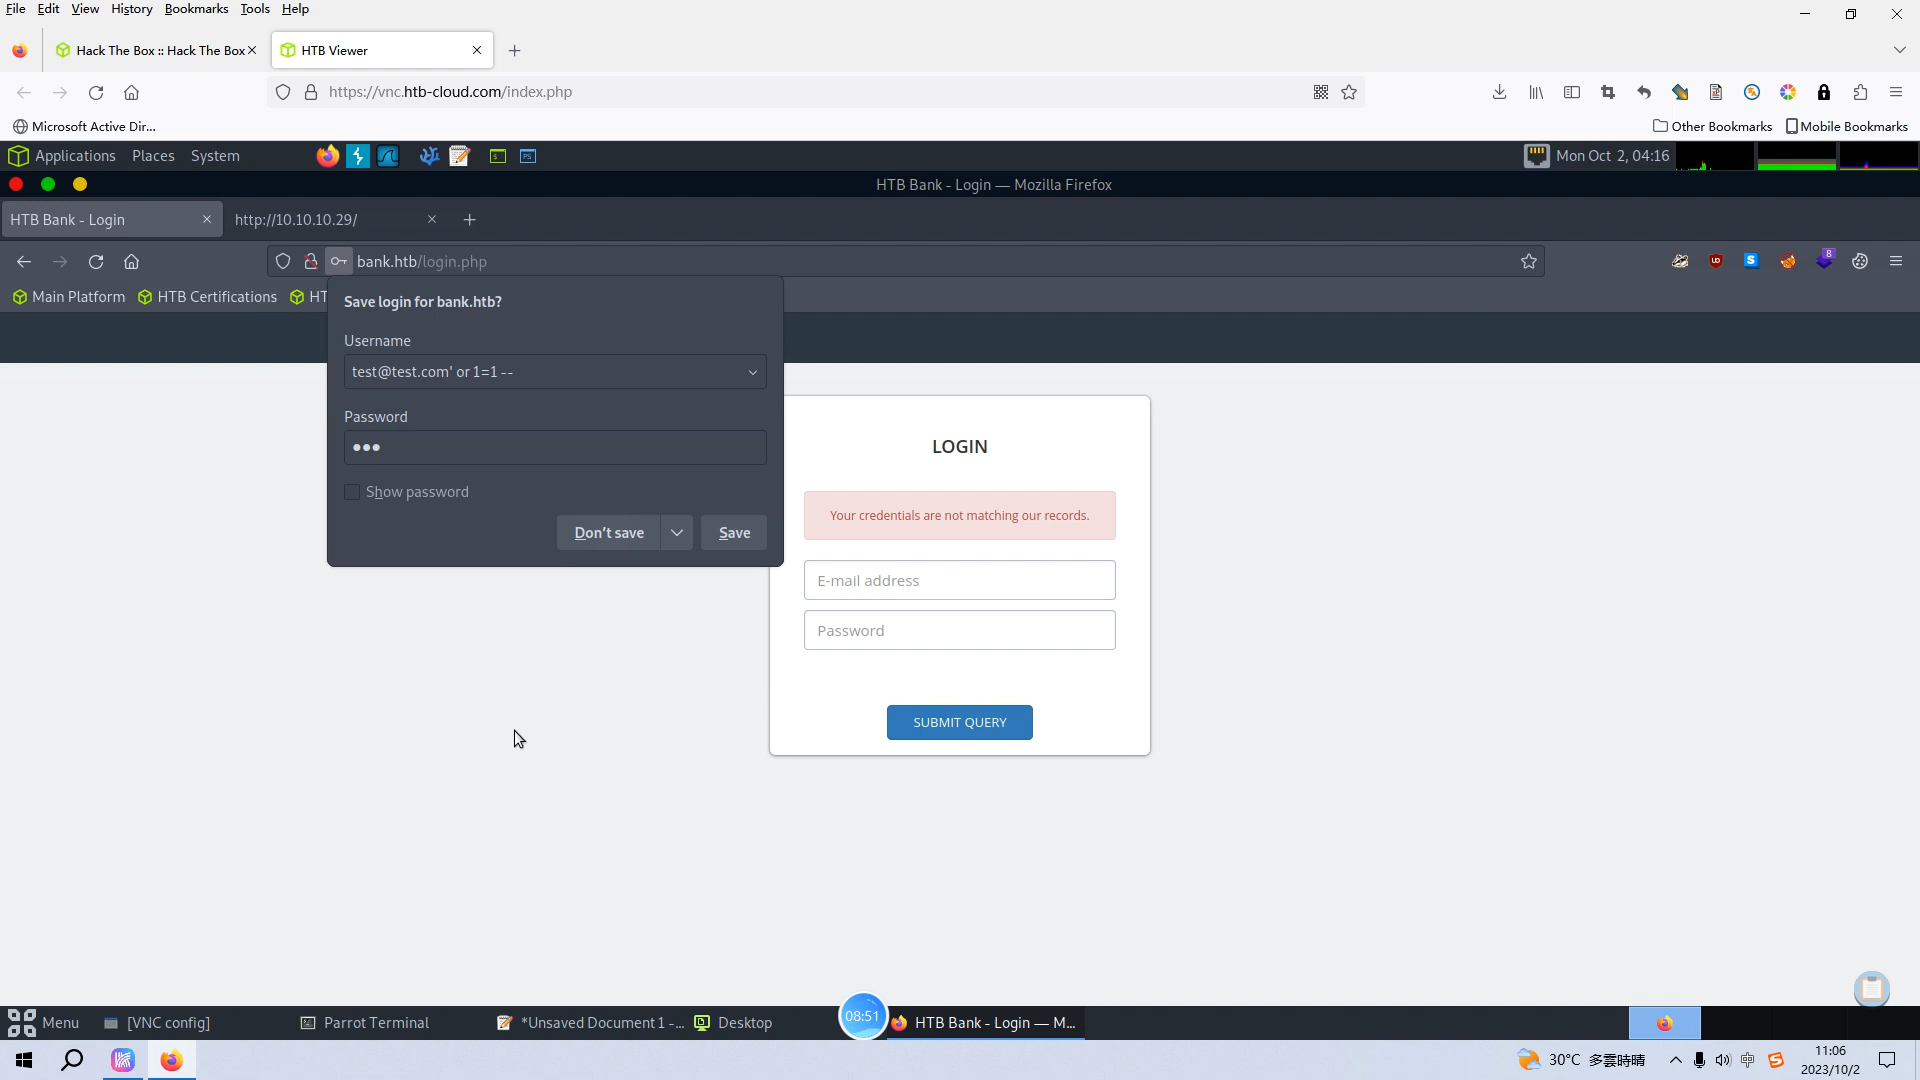 File Edit View History Bookmarks Tools Help
Hack The Box :: Hack The Box
HTB Viewer
https://vnc.htb-cloud.com/index.php
Microsoft Active Dir...
Other Bookmarks
Mobile Bookmarks
Applications Places System
Mon Oct 2, 04:16
HTB Bank - Login — Mozilla Firefox
HTB Bank - Login
http://10.10.10.29/
bank.htb/login.php
8
Main Platform
HTB Certifications
HT
Save login for bank.htb?
Username
test@test.com' or 1=1 --
Password
Show password
Don't save
Save
LOGIN
Your credentials are not matching our records.
E-mail address
Password
SUBMIT QUERY
Menu
[VNC config]
Parrot Terminal
*Unsaved Document 1 -...
Desktop
08:51
HTB Bank - Login — M...
30°C 多雲時晴
中
11:06
2023/10/2